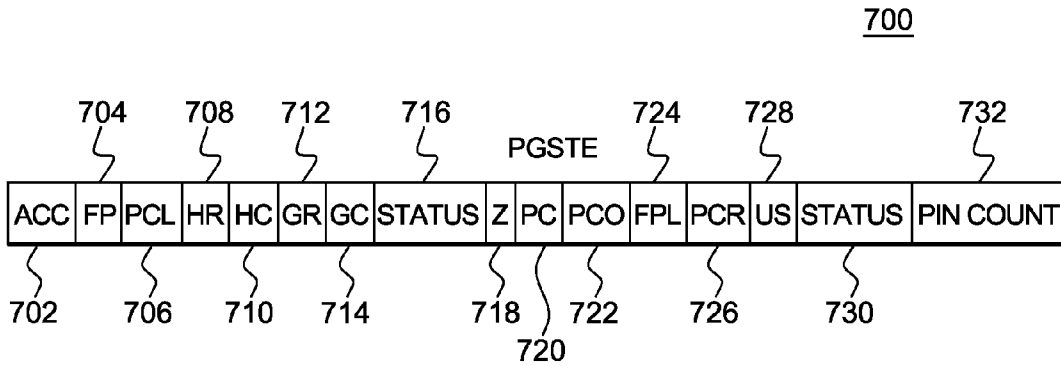 700
704 708 712 716 724 728 732
PGSTE
ACC FP PCL HR HC GR GC STATUS Z PC PCO FPL PCR US STATUS PIN COUNT
702 706 710 714 718 722 726 730
720